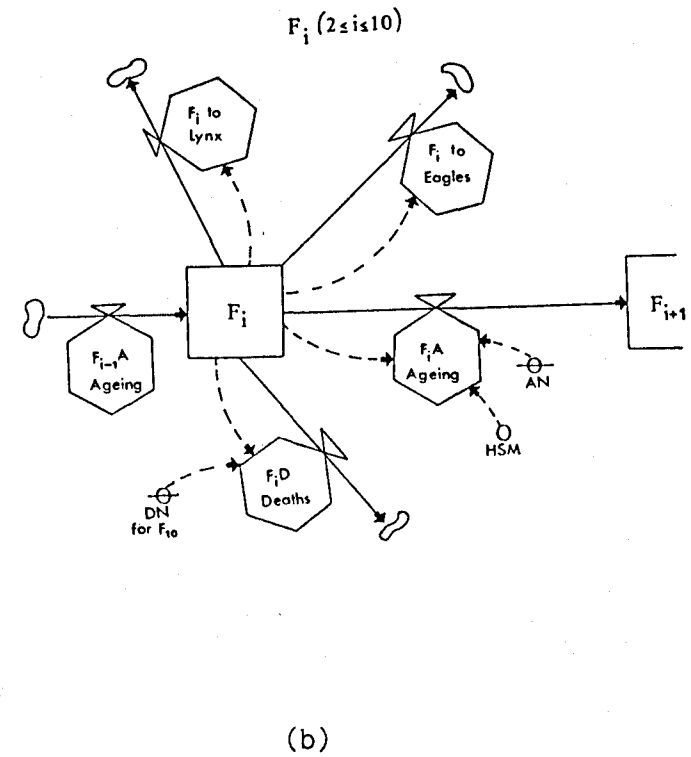 F_i (2≤i≤10)
F_i to
Lynx
F_i to
Eagles
F_i
F_{i+1}
F_{i-1}A
Ageing
F_iA
Ageing
AN
HSM
F_iD
Deaths
DN
for F_10
(b)